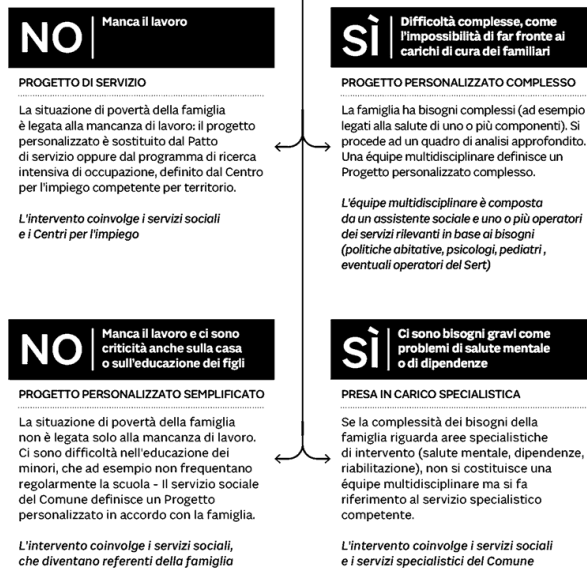 NO
Manca il lavoro
PROGETTO DI SERVIZIO
La situazione di povertà della famiglia
è legata alla mancanza di lavoro: il progetto
personalizzato è sostituito dal Patto
di servizio oppure dal programma di ricerca
intensiva di occupazione, definito dal Centro
per l'impiego competente per territorio.
L'intervento coinvolge i servizi sociali
e i Centri per l'impiego
SÌ
Difficoltà complesse, come
l'impossibilità di far fronte ai
carichi di cura dei familiari
PROGETTO PERSONALIZZATO COMPLESSO
La famiglia ha bisogni complessi (ad esempio
legati alla salute di uno o più componenti). Si
procede ad un quadro di analisi approfondito.
Una équipe multidisciplinare definisce un
Progetto personalizzato complesso.
L'équipe multidisciplinare è composta
da un assistente sociale e uno o più operatori
dei servizi rilevanti in base ai bisogni
(politiche abitative, psicologi, pediatri ,
eventuali operatori del Sert)
NO
Manca il lavoro e ci sono
criticità anche sulla casa
o sull'educazione dei figli
PROGETTO PERSONALIZZATO SEMPLIFICATO
La situazione di povertà della famiglia
non è legata solo alla mancanza di lavoro.
Ci sono difficoltà nell'educazione dei
minori, che ad esempio non frequentano
regolarmente la scuola - Il servizio sociale
del Comune definisce un Progetto
personalizzato in accordo con la famiglia.
L'intervento coinvolge i servizi sociali,
che diventano referenti della famiglia
SÌ
Ci sono bisogni gravi come
problemi di salute mentale
o di dipendenze
PRESA IN CARICO SPECIALISTICA
Se la complessità dei bisogni della
famiglia riguarda aree specialistiche
di intervento (salute mentale, dipendenze,
riabilitazione), non si costituisce una
équipe multidisciplinare ma si fa
riferimento al servizio specialistico
competente.
L'intervento coinvolge i servizi sociali
e i servizi specialistici del Comune